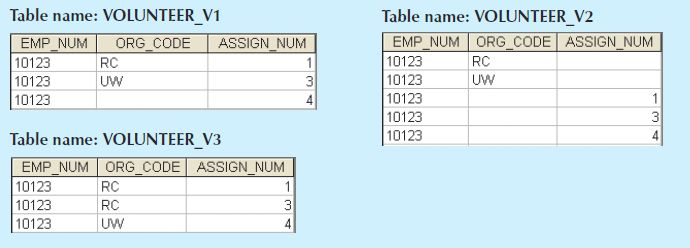 Table name: VOLUNTEER_V1
EMP_NUM ORG_CODE ASSIGN_NUM
10123 RC 1
10123 UW 3
10123 4
Table name: VOLUNTEER_V3
EMP_NUM ORG_CODE ASSIGN_NUM
10123 RC 1
10123 RC 3
10123 UW 4
Table name: VOLUNTEER_V2
EMP_NUM ORG_CODE ASSIGN_NUM
10123 RC
10123 UW
10123 1
10123 3
10123 4